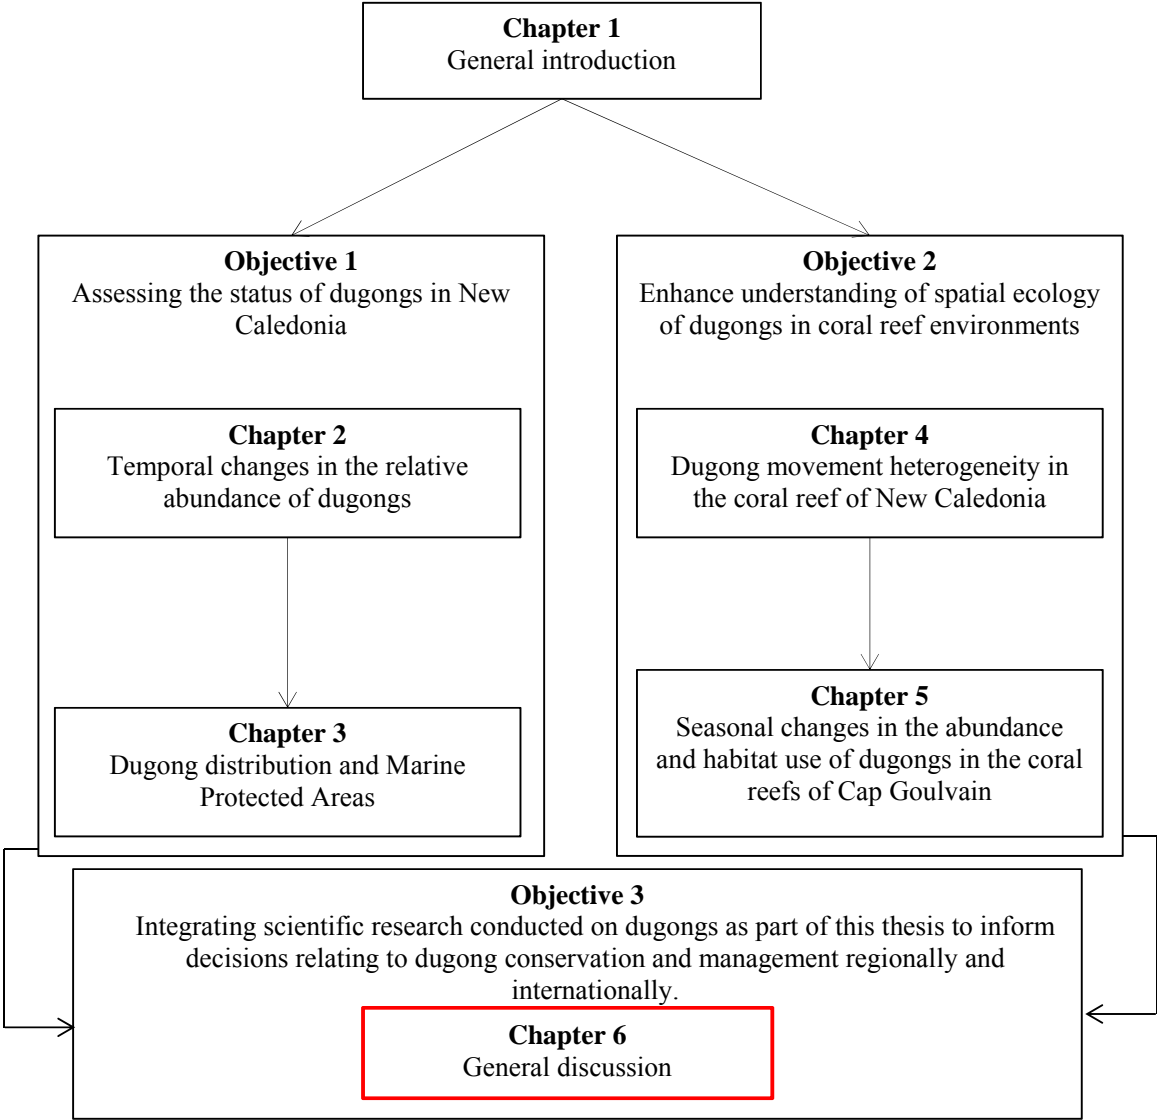 Chapter 1
General introduction
Objective 1
Assessing the status of dugongs in New
Caledonia
Chapter 2
Temporal changes in the relative
abundance of dugongs
Chapter 3
Dugong distribution and Marine
Protected Areas
Objective 2
Enhance understanding of spatial ecology
of dugongs in coral reef environments
Chapter 4
Dugong movement heterogeneity in
the coral reef of New Caledonia
Chapter 5
Seasonal changes in the abundance
and habitat use of dugongs in the coral
reefs of Cap Goulvain
Objective 3
Integrating scientific research conducted on dugongs as part of this thesis to inform
decisions relating to dugong conservation and management regionally and
internationally.
Chapter 6
General discussion